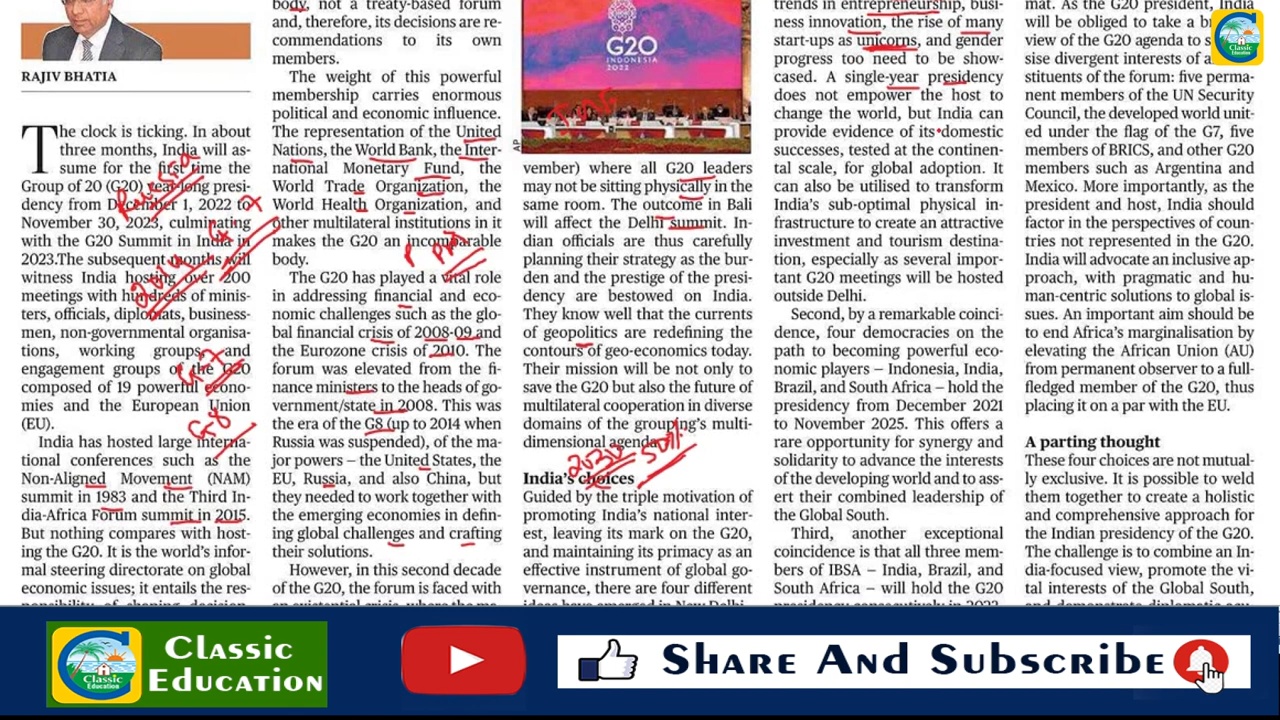 RAJIV BHATIA
The clock is ticking. In about
three months, India will as-
sume for the first time the
Group of 20 (G20) year-long presi-
dency from December 1, 2022 to
November 30, 2023, culminating
with the G20 Summit in India in
2023.The subsequent months will
witness India hosting over 200
meetings with hundreds of minis-
ters, officials, diplomats, business-
men, non-governmental organisa-
tions, working groups, and
engagement groups of the G20
composed of 19 powerful econo-
mies and the European Union
(EU).
India has hosted large interna-
tional conferences such as the
Non-Aligned Movement (NAM)
summit in 1983 and the Third In-
dia-Africa Forum summit in 2015.
But nothing compares with host-
ing the G20. It is the world's infor-
mal steering directorate on global
economic issues; it entails the res-
ponsibility of shaping decision-
Russia
G7
G8
body, not a treaty-based forum
and, therefore, its decisions are re-
commendations to its own
members.
The weight of this powerful
membership carries enormous
political and economic influence.
The representation of the United
Nations, the World Bank, the Inter-
national Monetary Fund, the
World Trade Organization, the
World Health Organization, and
other multilateral institutions in it
makes the G20 an incomparable
body.
The G20 has played a vital role
in addressing financial and eco-
nomic challenges such as the glo-
bal financial crisis of 2008-09 and
the Eurozone crisis of 2010. The
forum was elevated from the fi-
nance ministers to the heads of go-
vernment/state in 2008. This was
the era of the G8 (up to 2014 when
Russia was suspended), of the ma-
jor powers – the United States, the
EU, Russia, and also China, but
they needed to work together with
the emerging economies in defin-
ing global challenges and crafting
their solutions.
However, in this second decade
of the G20, the forum is faced with
an existential crisis, where the ma-
G20
INDONESIA
2022
AP
vember) where all G20 leaders
may not be sitting physically in the
same room. The outcome in Bali
will affect the Delhi summit. In-
dian officials are thus carefully
planning their strategy as the bur-
den and the prestige of the presi-
dency are bestowed on India.
They know well that the currents
of geopolitics are redefining the
contours of geo-economics today.
Their mission will be not only to
save the G20 but also the future of
multilateral cooperation in diverse
domains of the grouping's multi-
dimensional agenda.
2030 50%
India's choices
Guided by the triple motivation of
promoting India's national inter-
est, leaving its mark on the G20,
and maintaining its primacy as an
effective instrument of global go-
vernance, there are four different
ideas have emerged in New Delhi.
trends in entrepreneurship, busi-
ness innovation, the rise of many
start-ups as unicorns, and gender
progress too need to be show-
cased. A single-year presidency
does not empower the host to
change the world, but India can
provide evidence of its domestic
successes, tested at the continen-
tal scale, for global adoption. It
can also be utilised to transform
India's sub-optimal physical in-
frastructure to create an attractive
investment and tourism destina-
tion, especially as several impor-
tant G20 meetings will be hosted
outside Delhi.
Second, by a remarkable coinci-
dence, four democracies on the
path to becoming powerful eco-
nomic players – Indonesia, India,
Brazil, and South Africa – hold the
presidency from December 2021
to November 2025. This offers a
rare opportunity for synergy and
solidarity to advance the interests
of the developing world and to ass-
ert their combined leadership of
the Global South.
Third, another exceptional
coincidence is that all three mem-
bers of IBSA – India, Brazil, and
South Africa – will hold the G20
presidency consecutively in 2023,
mat. As the G20 president, India
will be obliged to take a
view of the G20 agenda to
sise divergent interests of
stituents of the forum: five perma-
nent members of the UN Security
Council, the developed world unit-
ed under the flag of the G7, five
members of BRICS, and other G20
members such as Argentina and
Mexico. More importantly, as the
president and host, India should
factor in the perspectives of coun-
tries not represented in the G20.
India will advocate an inclusive ap-
proach, with pragmatic and hu-
man-centric solutions to global is-
sues. An important aim should be
to end Africa's marginalisation by
elevating the African Union (AU)
from permanent observer to a full-
fledged member of the G20, thus
placing it on a par with the EU.
A parting thought
These four choices are not mutual-
ly exclusive. It is possible to weld
them together to create a holistic
and comprehensive approach for
the Indian presidency of the G20.
The challenge is to combine an In-
dia-focused view, promote the vi-
tal interests of the Global South,
Classic
Education
Classic
Education
Classic
Education
Share And Subscribe